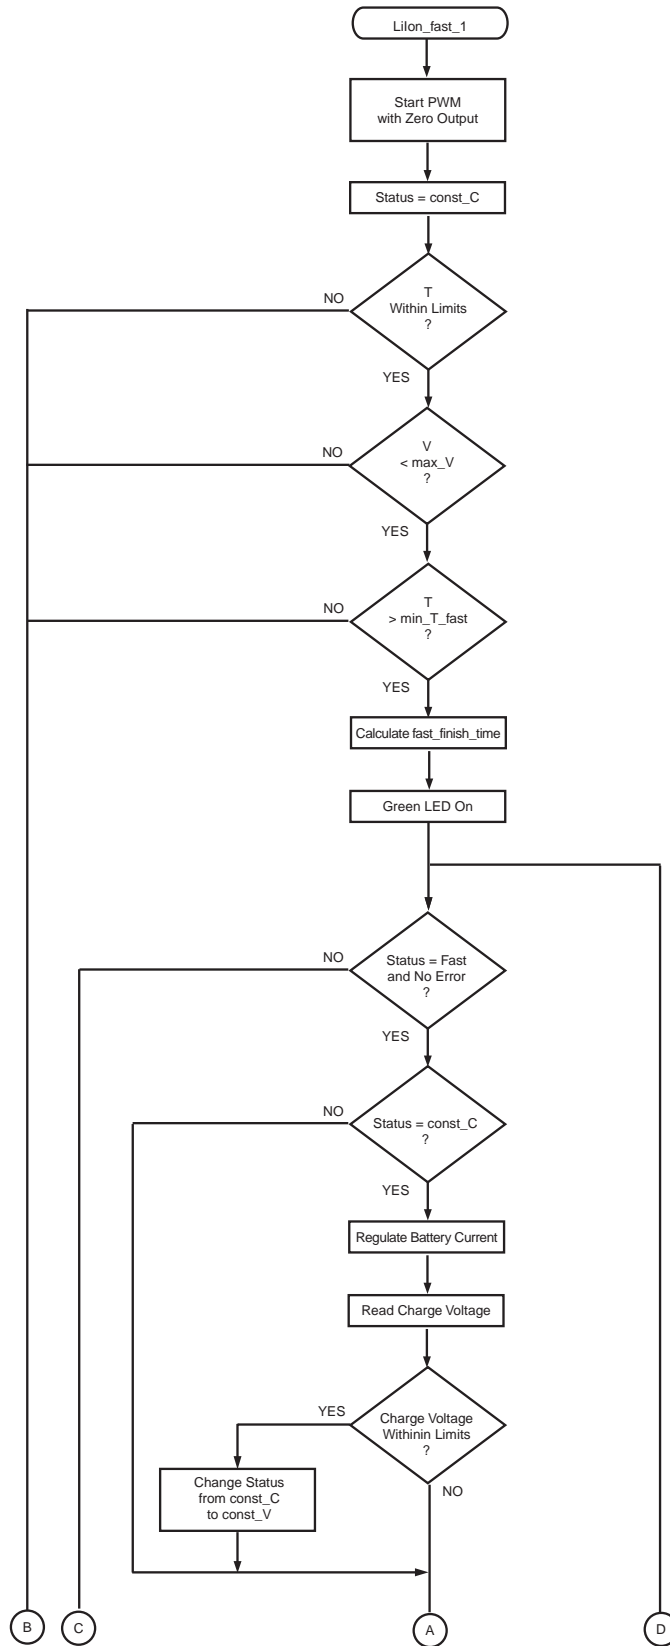 LiIon_fast_1
Start PWM
with Zero Output
Status = const_C
T
Within Limits
?
NO
YES
V
< max_V
?
NO
YES
T
> min_T_fast
?
NO
YES
Calculate fast_finish_time
Green LED On
Status = Fast
and No Error
?
NO
YES
Status = const_C
?
NO
YES
Regulate Battery Current
Read Charge Voltage
Charge Voltage
Withinin Limits
?
YES
NO
Change Status
from const_C
to const_V
B
C
A
D